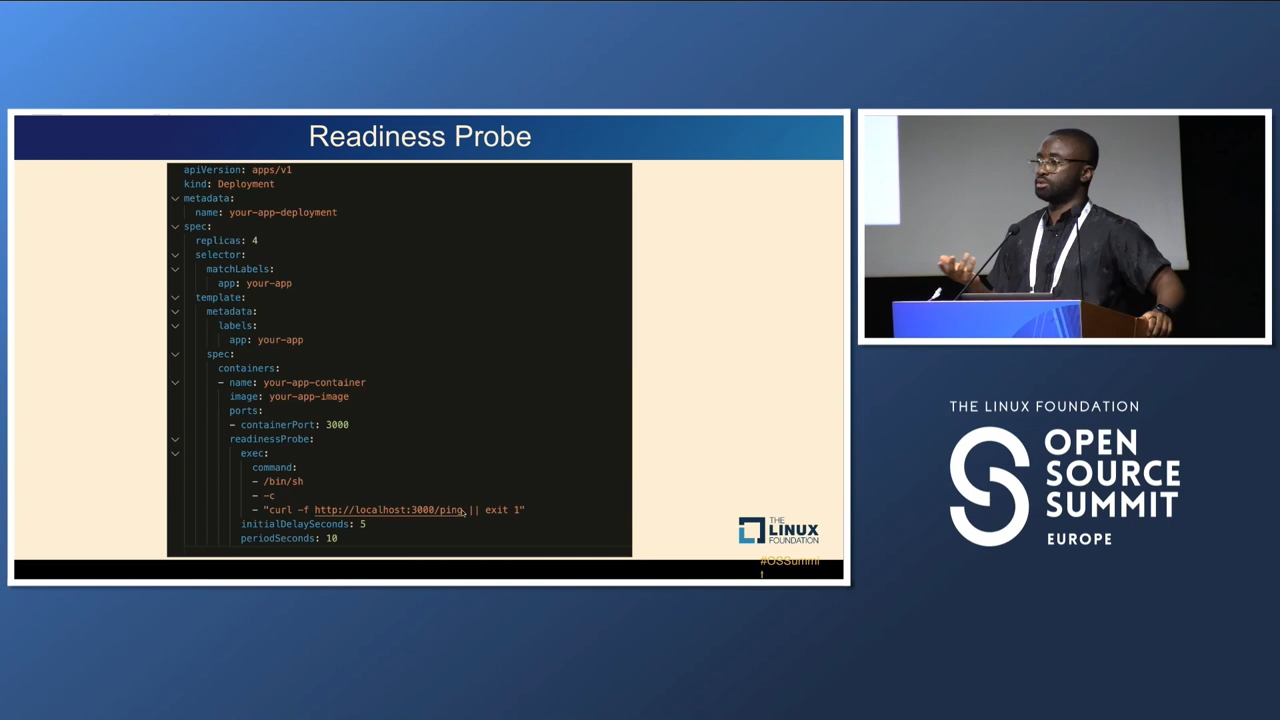 Readiness Probe
apiVersion: apps/v1
kind: Deployment
metadata:
name: your-app-deployment
spec:
replicas: 4
selector:
matchLabels:
app: your-app
template:
metadata:
labels:
app: your-app
spec:
containers:
- name: your-app-container
image: your-app-image
ports:
- containerPort: 3000
readinessProbe:
exec:
command:
- /bin/sh
- -c
- "curl -f http://localhost:3000/ping || exit 1"
initialDelaySeconds: 5
periodSeconds: 10
THE
LINUX
FOUNDATION
#OSSummi
t
THE LINUX FOUNDATION
OPEN
SOURCE
SUMMIT
EUROPE